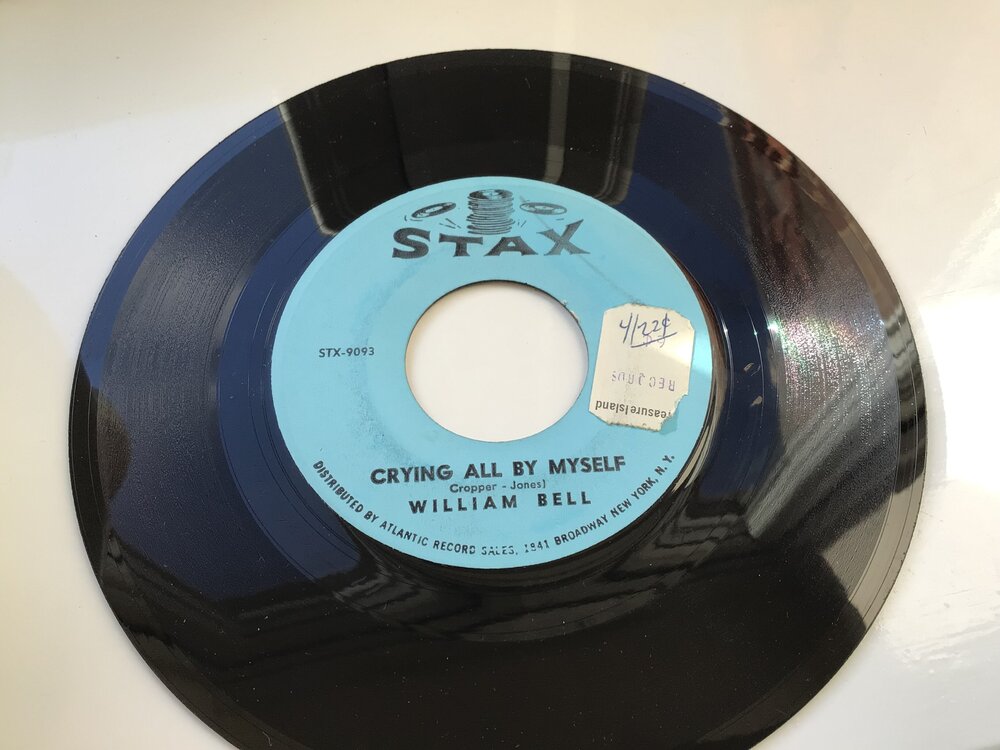 STAX
STX-9093
4/22¢
RECORDS
reasure Island
CRYING ALL BY MYSELF
Cropper - Jones)
WILLIAM BELL
DISTRIBUTED BY ATLANTIC RECORD SALES, 1841 BROADWAY NEW YORK, N. Y.